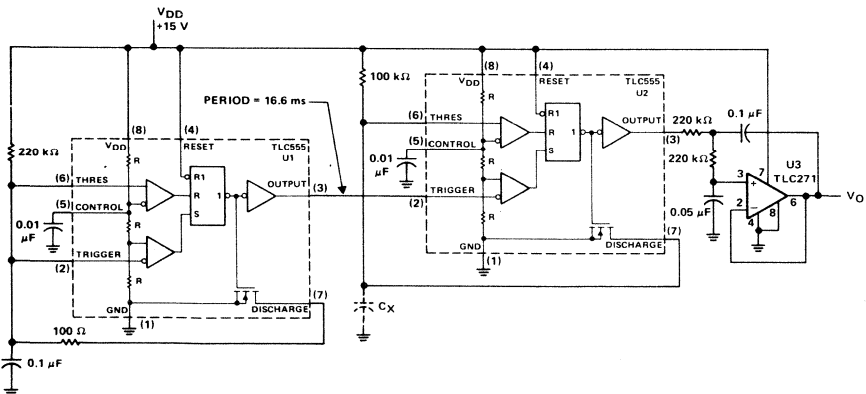 VDD
+15 V
PERIOD = 16.6 ms
220 kΩ
(8)
(4)
VDD
RESET
TLC555
U1
R
R1
(6)
THRES
R
1
OUTPUT
(3)
(5)
CONTROL
S
0.01
μF
R
(2)
TRIGGER
R
GND
(7)
DISCHARGE
(1)
100 Ω
0.1 μF
100 kΩ
(8)
(4)
VDD
RESET
TLC555
U2
R
R1
(6)
THRES
R
1
OUTPUT
(3)
(5)
CONTROL
S
0.01
μF
R
TRIGGER
(2)
R
GND
(7)
DISCHARGE
(1)
CX
220 kΩ
0.1 μF
220 kΩ
0.05 μF
3
7
U3
TLC271
+
2
−
6
4
8
VO